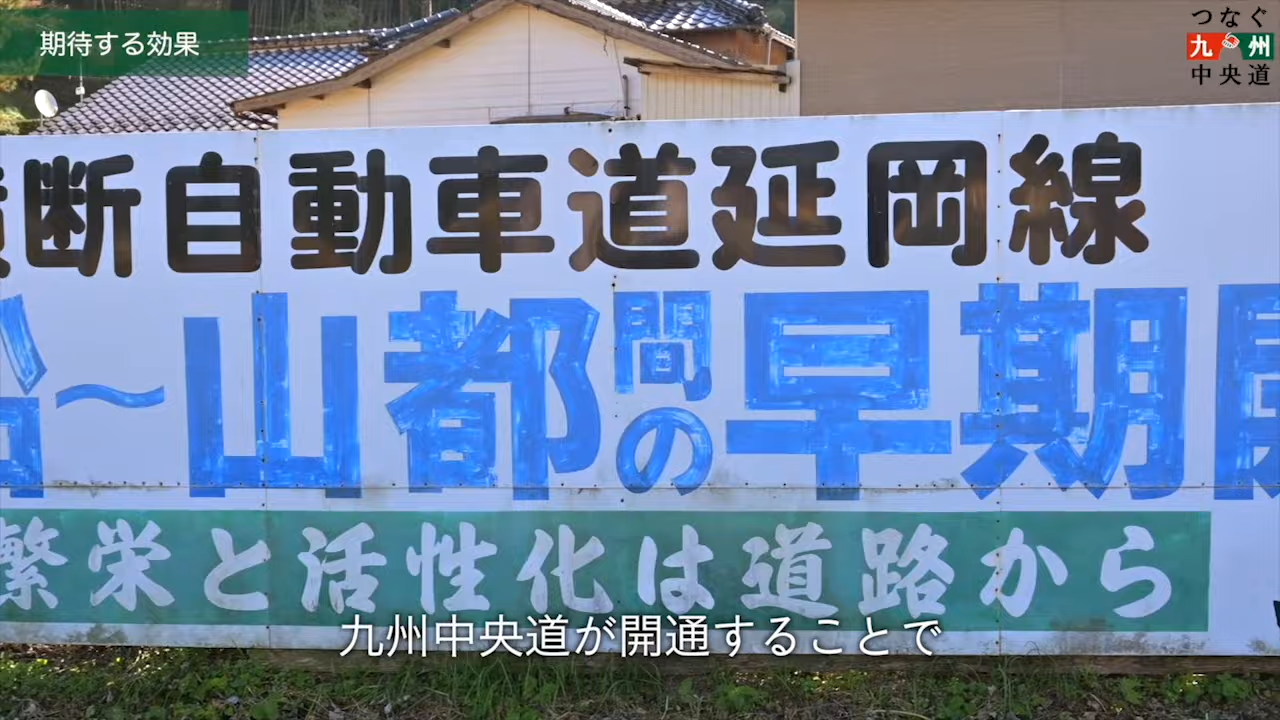 期待する効果
つなぐ
九州
中央道
断自動車道延岡線
〜山都間の早期
繁栄と活性化は道路から
九州中央道が開通することで